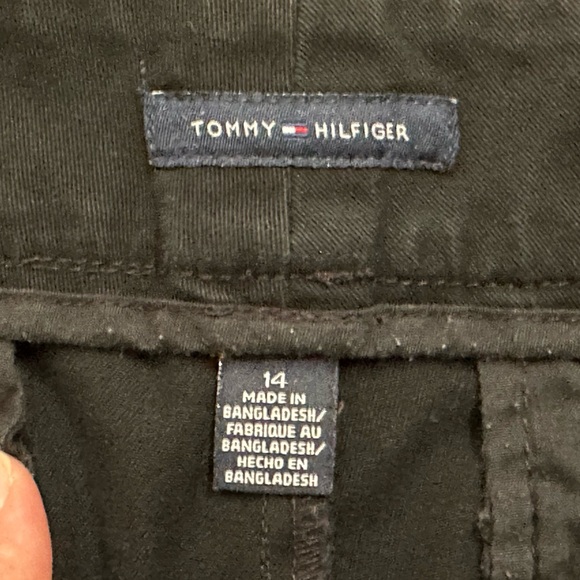 TOMMY HILFIGER
14
MADE IN
BANGLADESH/
FABRIQUE AU
BANGLADESH/
HECHO EN
BANGLADESH